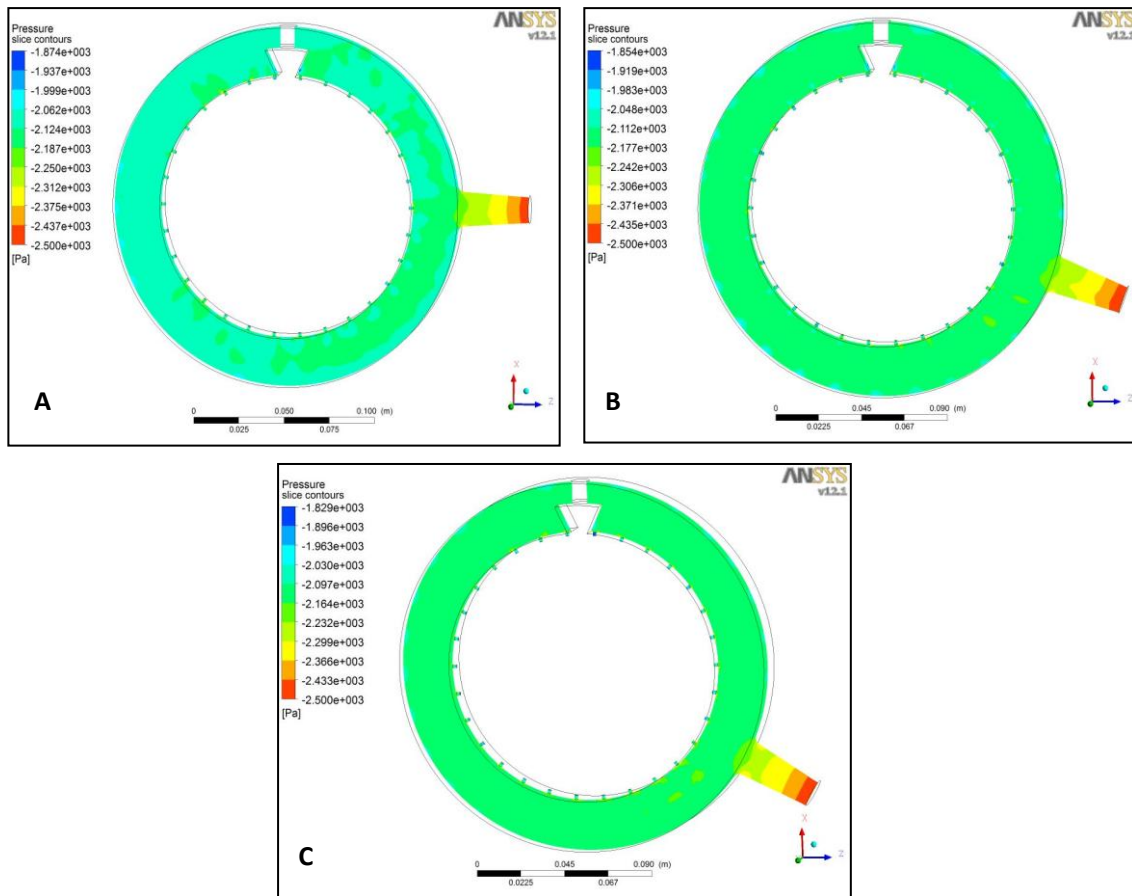 Pressure
slice contours
-1.874e+003
-1.937e+003
-1.999e+003
-2.062e+003
-2.124e+003
-2.187e+003
-2.250e+003
-2.312e+003
-2.375e+003
-2.437e+003
-2.500e+003
[Pa]
ANSYS
v12.1
X
Z
A
0 0.050 0.100 (m)
0.025 0.075
Pressure
slice contours
-1.854e+003
-1.919e+003
-1.983e+003
-2.048e+003
-2.112e+003
-2.177e+003
-2.242e+003
-2.306e+003
-2.371e+003
-2.435e+003
-2.500e+003
[Pa]
ANSYS
v12.1
X
Z
B
0 0.045 0.090 (m)
0.0225 0.067
Pressure
slice contours
-1.829e+003
-1.896e+003
-1.963e+003
-2.030e+003
-2.097e+003
-2.164e+003
-2.232e+003
-2.299e+003
-2.366e+003
-2.433e+003
-2.500e+003
[Pa]
ANSYS
v12.1
X
Z
C
0 0.045 0.090 (m)
0.0225 0.067